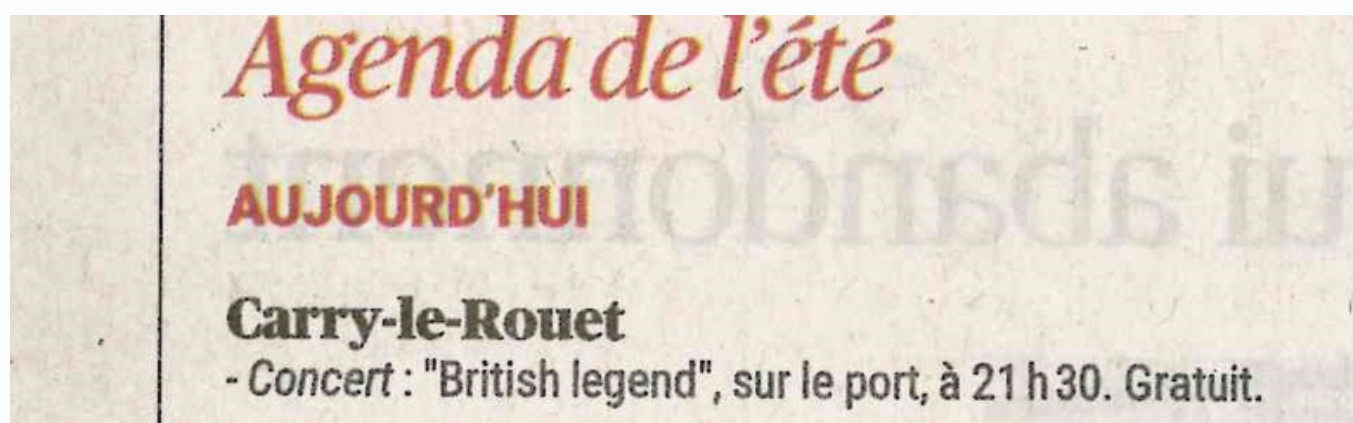 Agenda de l'été
AUJOURD'HUI
Carry-le-Rouet
- Concert : "British legend", sur le port, à 21 h 30. Gratuit.